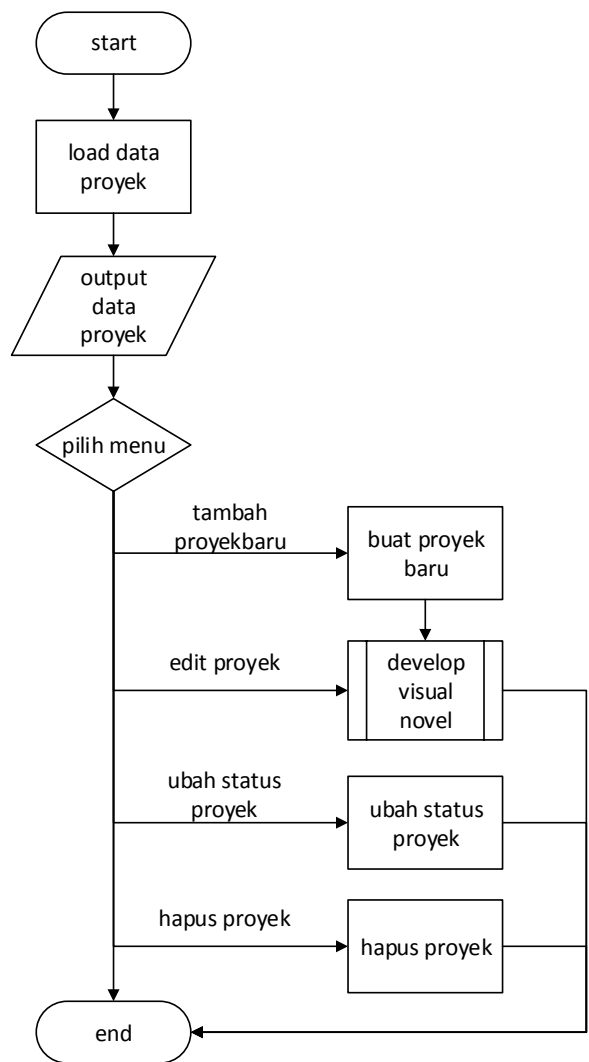 start
load data
proyek
output
data
proyek
pilih menu
tambah
proyekbaru
buat proyek
baru
edit proyek
develop
visual
novel
ubah status
proyek
ubah status
proyek
hapus proyek
hapus proyek
end